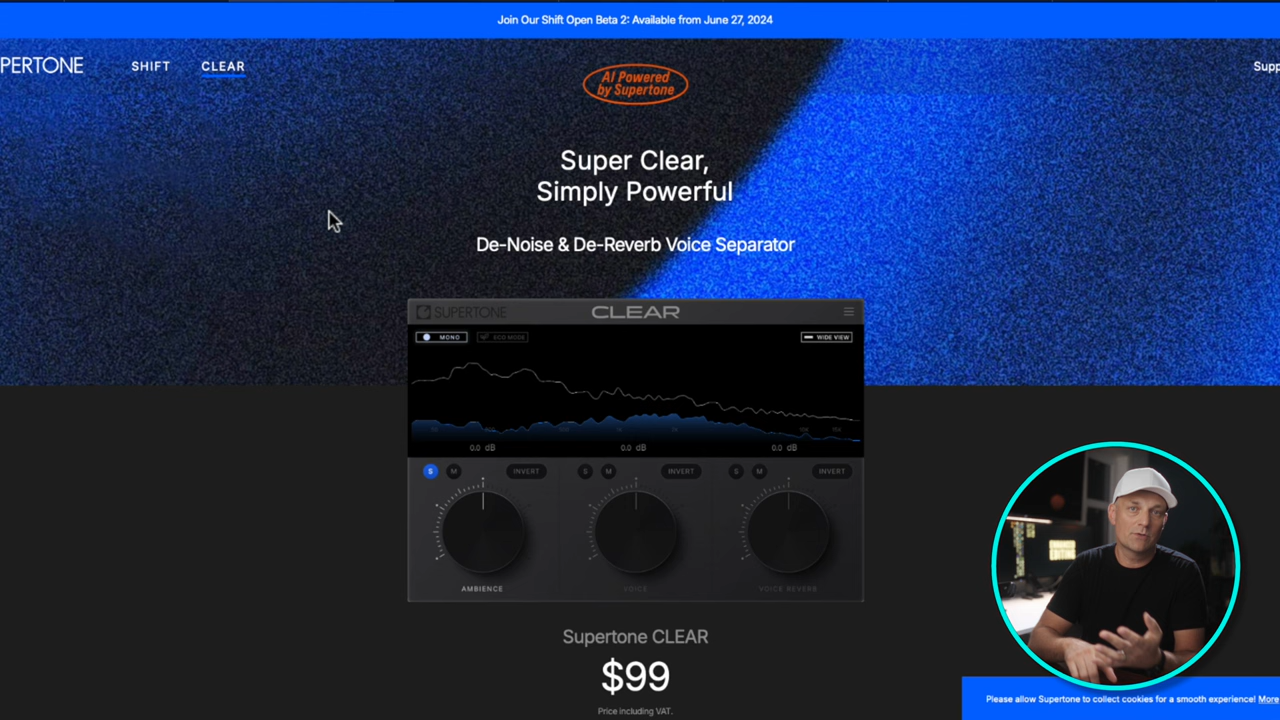 Join Our Shift Open Beta 2: Available from June 27, 2024
PERTONE SHIFT CLEAR Supp
AI Powered
by Supertone
Super Clear,
Simply Powerful
De-Noise & De-Reverb Voice Separator
SUPERTONE CLEAR
MONO ECO MODE WIDE VIEW
0.0 dB 0.0 dB 0.0 dB
S M INVERT S M INVERT S M INVERT
AMBIENCE VOICE VOICE REVERB
Supertone CLEAR
$99
Price including VAT.
Please allow Supertone to collect cookies for a smooth experience! More